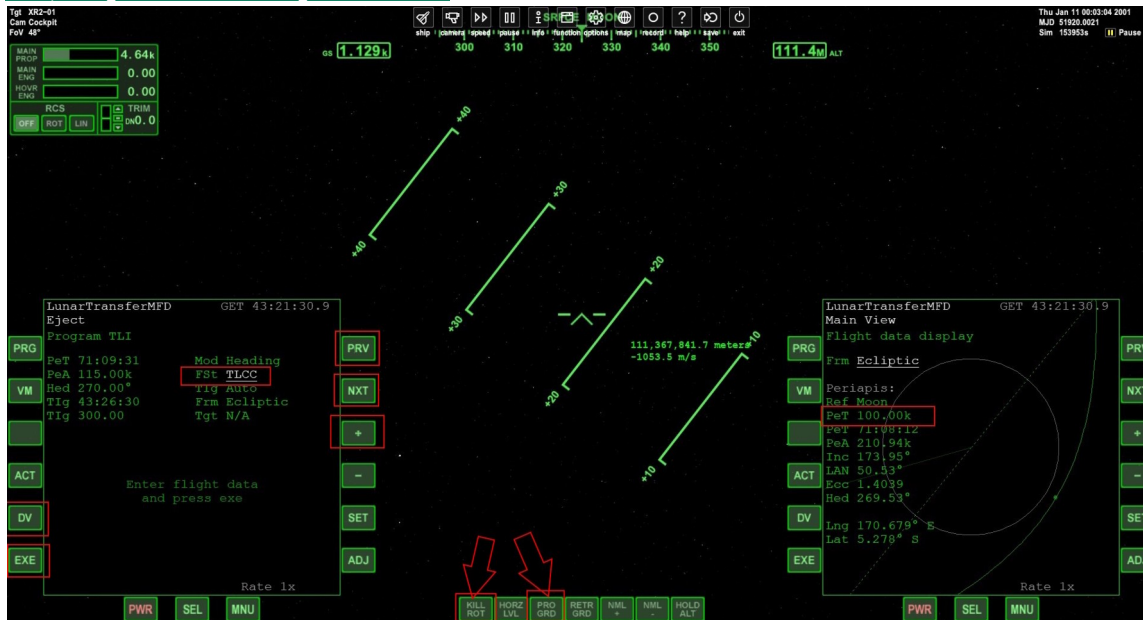 Tgt XR2-01
Cam Cockpit
FoV 48°
ship camera speed pause info function options map record help save exit
Thu Jan 11 00:03:04 2001
MJD 51920.0021
Sim 153953s Pause
MAIN PROP 4.64k
MAIN ENG 0.00
HOVR ENG 0.00
RCS TRIM
OFF ROT LIN DN 0.0
GS 1.129k 300 310 320 330 340 350 111.4M ALT
+40 +40
+30 +30
+20 +20
+10 +10
111,367,841.7 meters
-1053.5 m/s
LunarTransferMFD GET 43:21:30.9
Eject
Program TLI
PeT 71:09:31 Mod Heading
PeA 115.00k FSt TLCC
Hed 270.00° TIg Auto
TIg 43:26:30 Frm Ecliptic
TIg 300.00 Tgt N/A
Enter flight data
and press exe
Rate 1x
PRG
VM
ACT
DV
EXE
PRV
NXT
+
-
SET
ADJ
PWR SEL MNU
KILL ROT
HORZ LVL
PRO GRD
RETR GRD
NML +
NML -
HOLD ALT
LunarTransferMFD GET 43:21:30.9
Main View
Flight data display
Frm Ecliptic
Periapis:
Ref Moon
PeT 100.00k
PeT 71:08:12
PeA 210.94k
Inc 173.95°
LAN 50.53°
Ecc 1.4039
Hed 269.53°
Lng 170.679° E
Lat 5.278° S
Rate 1x
PRG
VM
ACT
DV
EXE
PR
NX
+
-
SE
AD
PWR SEL MNU